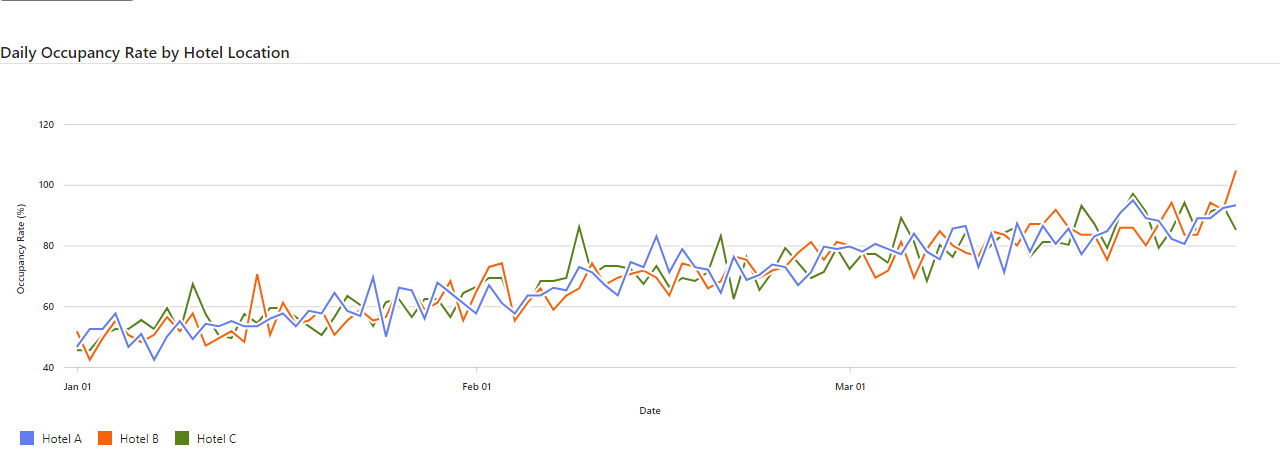 Daily Occupancy Rate by Hotel Location
120
100
80
60
40
Occupancy Rate (%)
Jan 01 Feb 01 Mar 01
Date
Hotel A Hotel B Hotel C